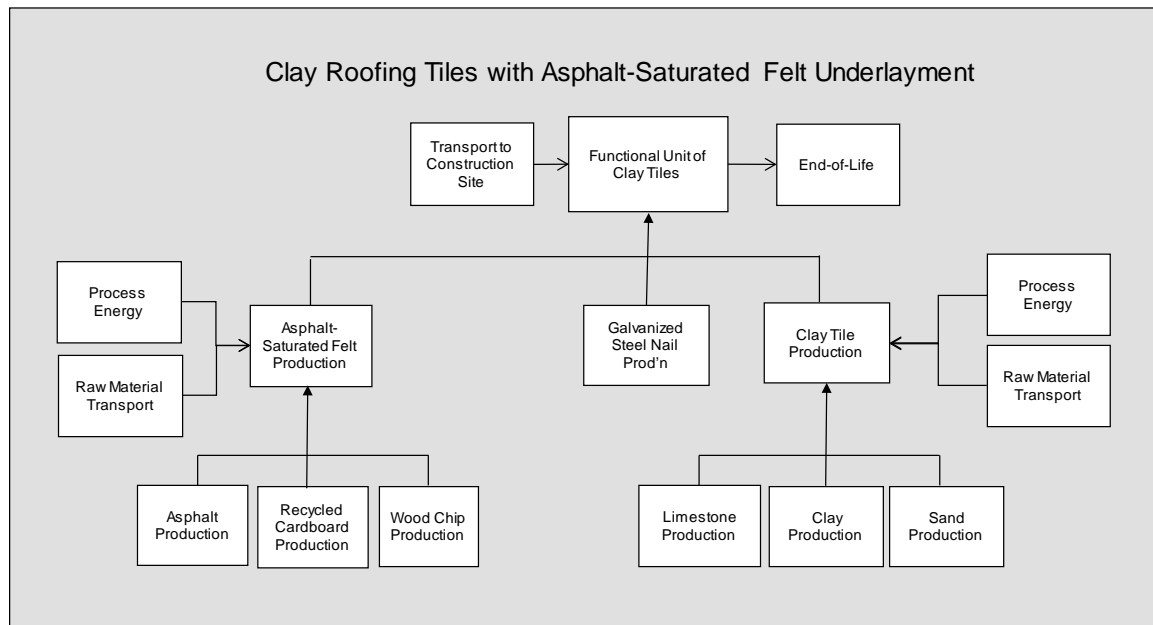 Clay Roofing Tiles with Asphalt-Saturated Felt Underlayment
Transport to
Construction
Site
Functional Unit of
Clay Tiles
End-of-Life
Process
Energy
Raw Material
Transport
Asphalt-
Saturated Felt
Production
Galvanized
Steel Nail
Prod'n
Clay Tile
Production
Process
Energy
Raw Material
Transport
Asphalt
Production
Recycled
Cardboard
Production
Wood Chip
Production
Limestone
Production
Clay
Production
Sand
Production